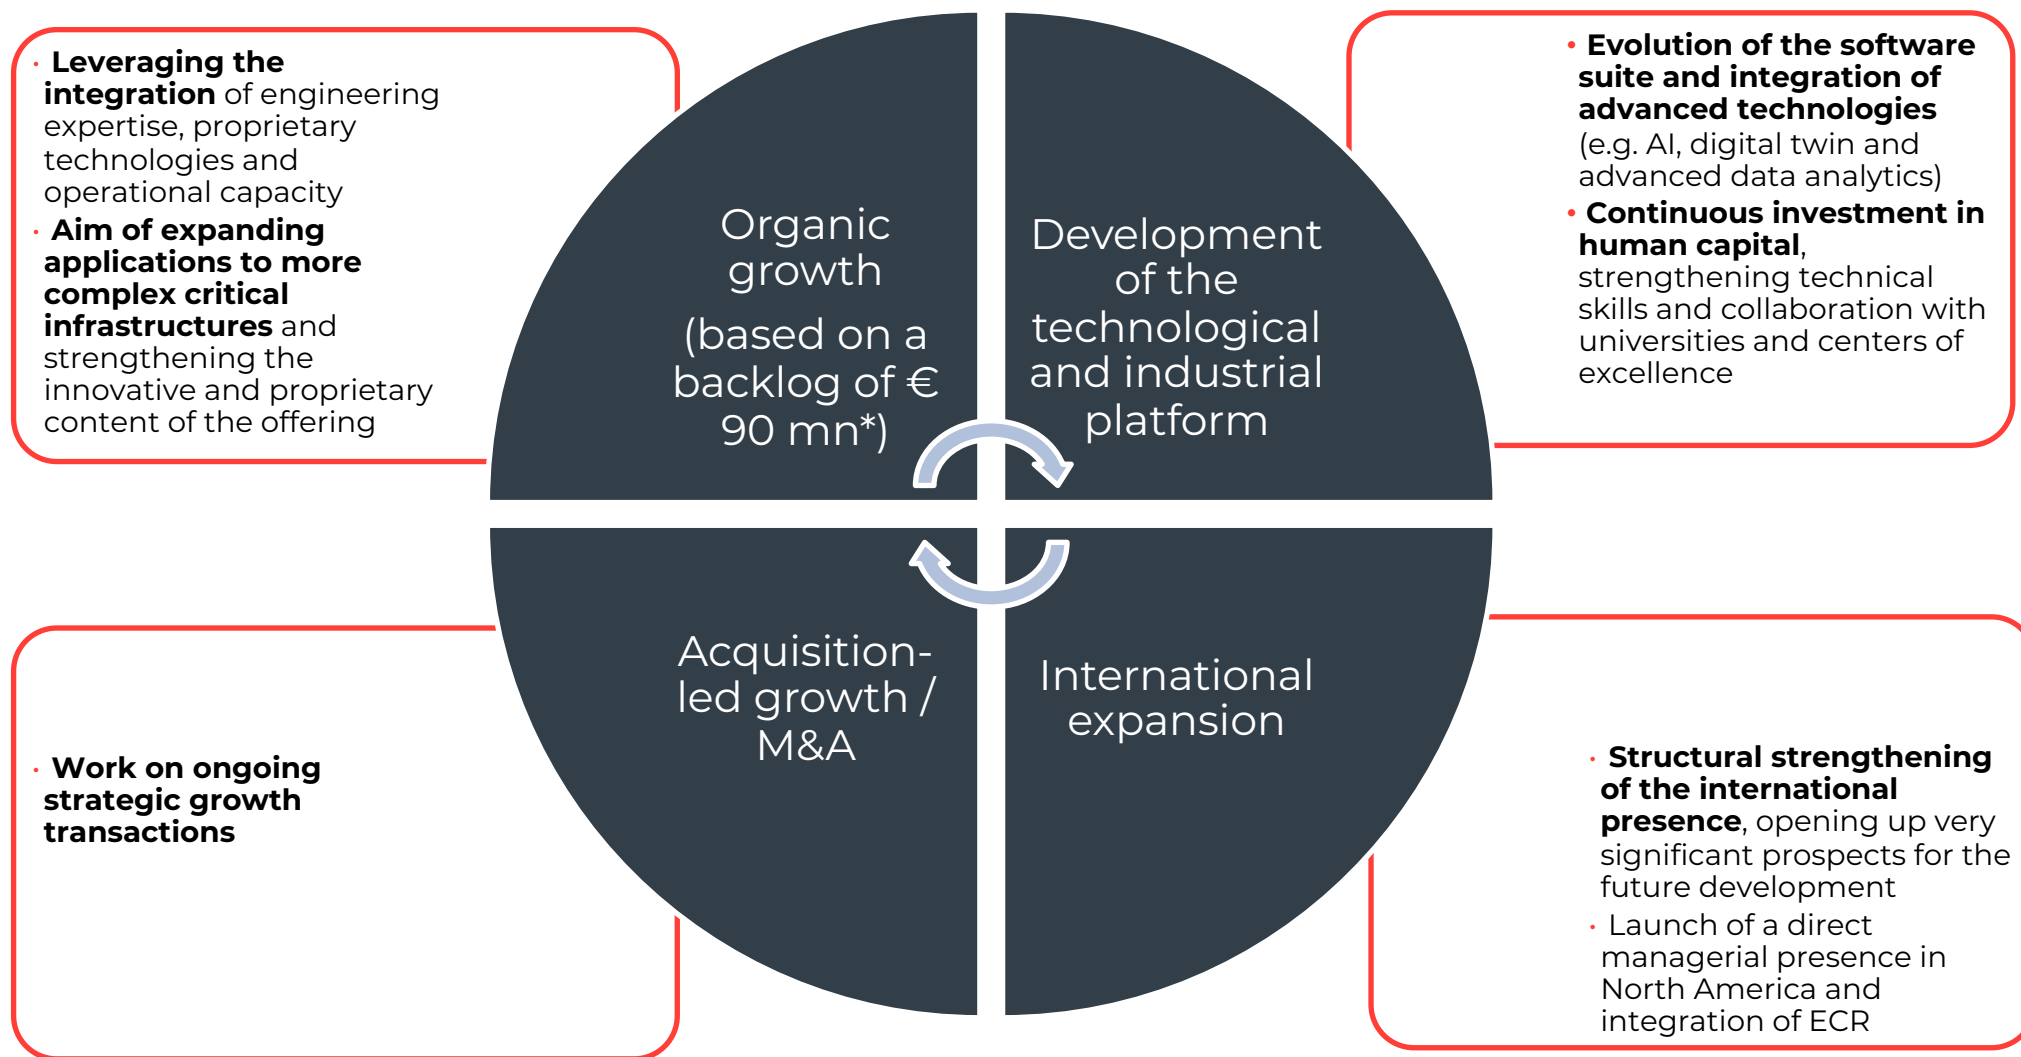 • Leveraging the
integration of engineering
expertise, proprietary
technologies and
operational capacity
• Aim of expanding
applications to more
complex critical
infrastructures and
strengthening the
innovative and proprietary
content of the offering
Organic
growth
(based on a
backlog of €
90 mn*)
Development
of the
technological
and industrial
platform
• Evolution of the software
suite and integration of
advanced technologies
(e.g. AI, digital twin and
advanced data analytics)
• Continuous investment in
human capital,
strengthening technical
skills and collaboration with
universities and centers of
excellence
• Work on ongoing
strategic growth
transactions
Acquisition-
led growth /
M&A
International
expansion
• Structural strengthening
of the international
presence, opening up very
significant prospects for the
future development
• Launch of a direct
managerial presence in
North America and
integration of ECR